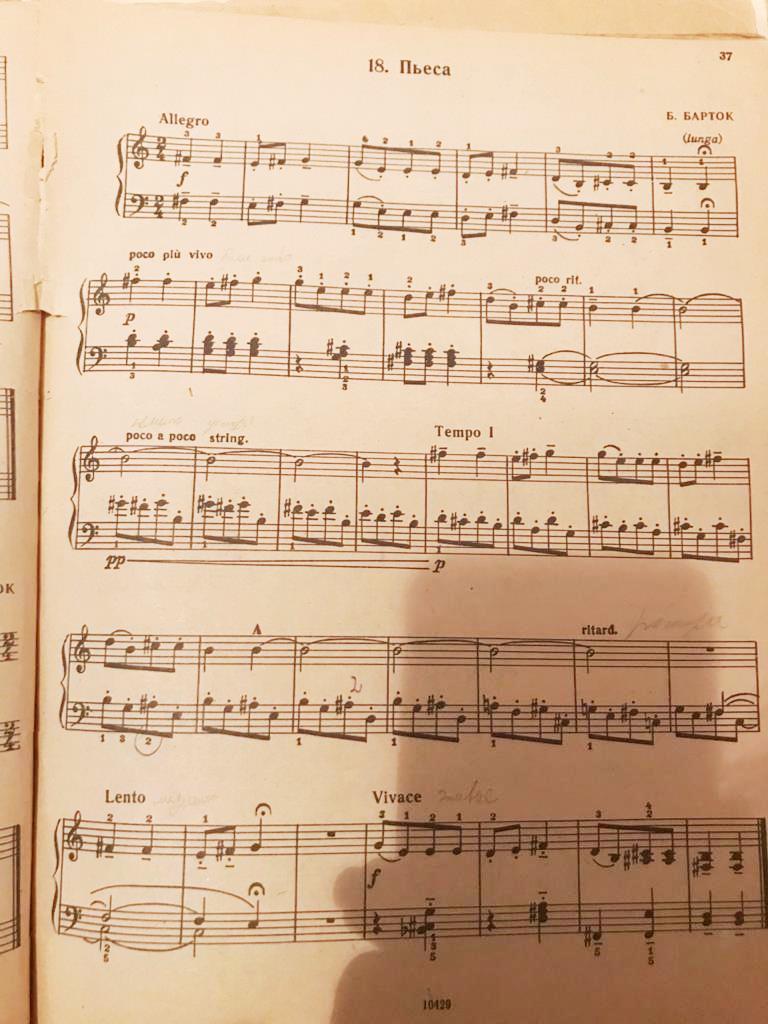 37
18. Пьеса
Allegro
Б. БАРТОК
(lunga)
f
poco più vivo
poco rit.
p
poco a poco string.
Tempo I
pp
p
ОК
ritard.
Lento
Vivace
f
10429